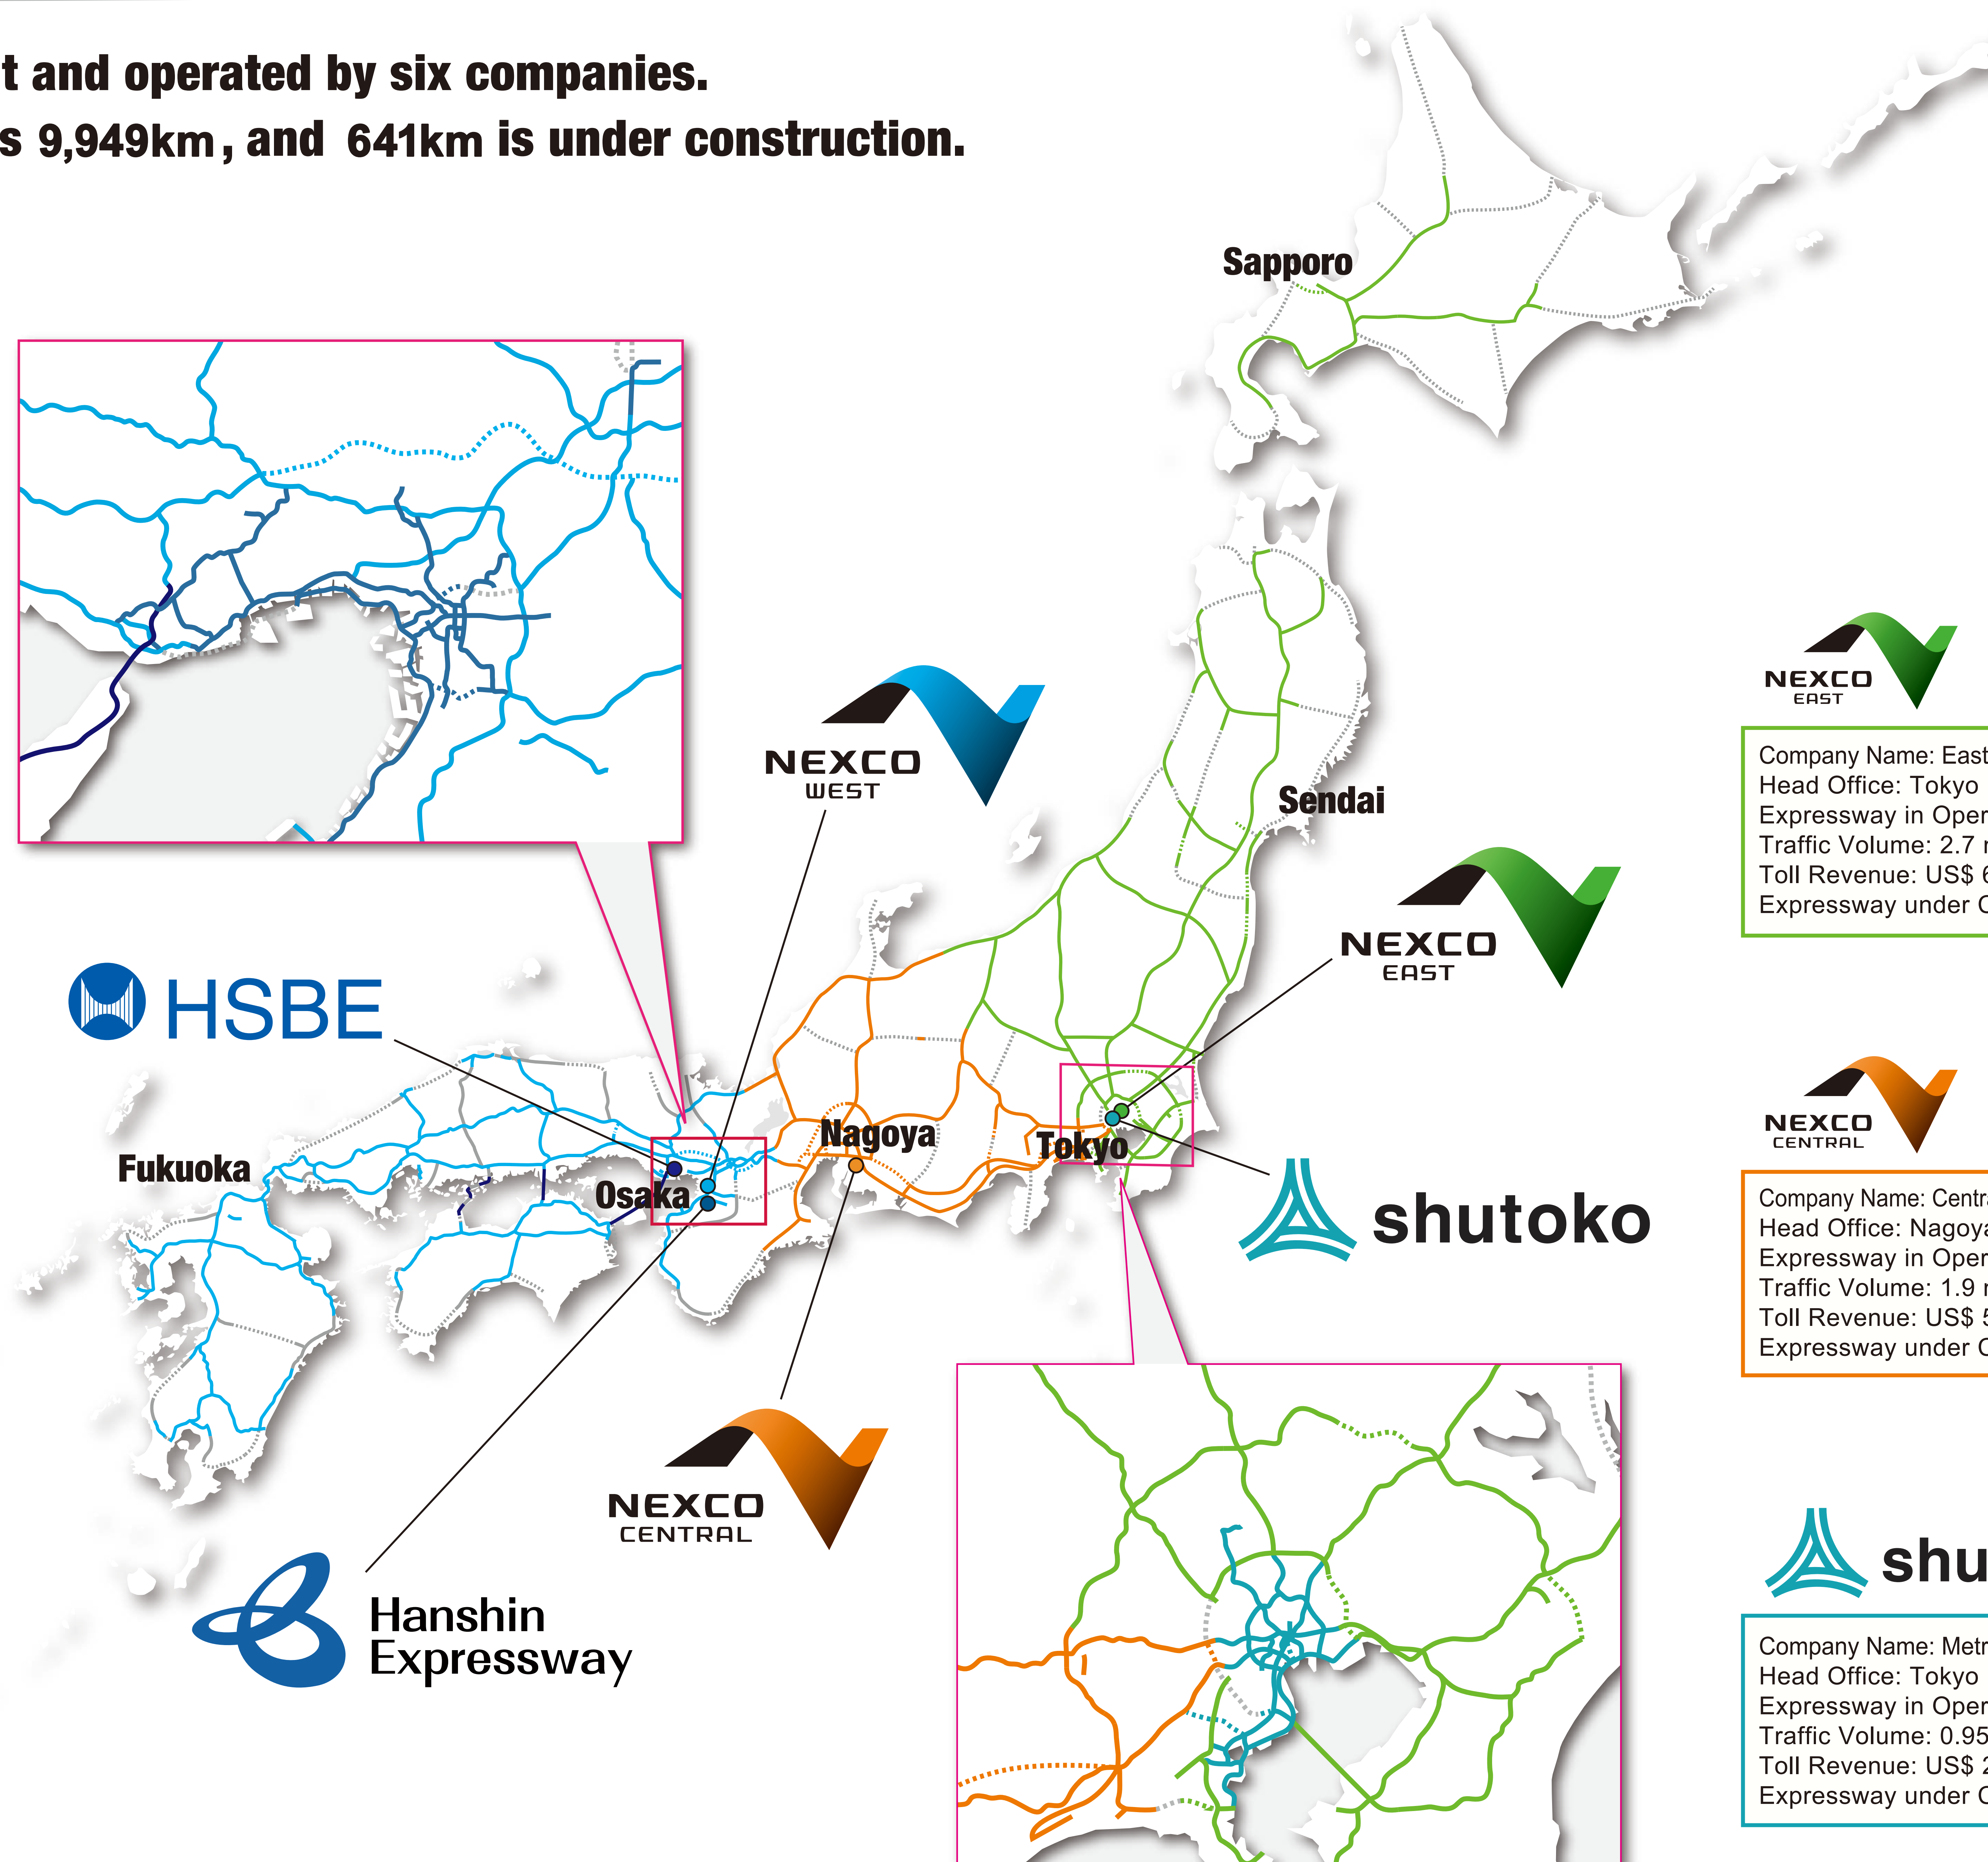 t and operated by six companies.
s 9,949km, and 641km is under construction.
Sapporo
Sendai
NEXCO
WEST
NEXCO
EAST
HSBE
Fukuoka
Osaka
Nagoya
Tokyo
shutoko
NEXCO
CENTRAL
Hanshin
Expressway
NEXCO
EAST
Company Name: East
Head Office: Tokyo
Expressway in Oper
Traffic Volume: 2.7
Toll Revenue: US$ 6
Expressway under C
NEXCO
CENTRAL
Company Name: Centra
Head Office: Nagoya
Expressway in Oper
Traffic Volume: 1.9
Toll Revenue: US$ 5
Expressway under C
shu
Company Name: Metr
Head Office: Tokyo
Expressway in Oper
Traffic Volume: 0.95
Toll Revenue: US$ 2
Expressway under C